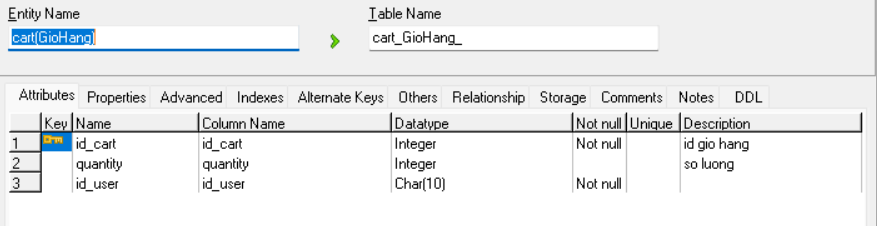 Entity Name Table Name
cart(GioHang) cart_GioHang_
Attributes Properties Advanced Indexes Alternate Keys Others Relationship Storage Comments Notes DDL
Key Name Column Name Datatype Not null Unique Description
1 id_cart id_cart Integer Not null id gio hang
2 quantity quantity Integer so luong
3 id_user id_user Char(10) Not null